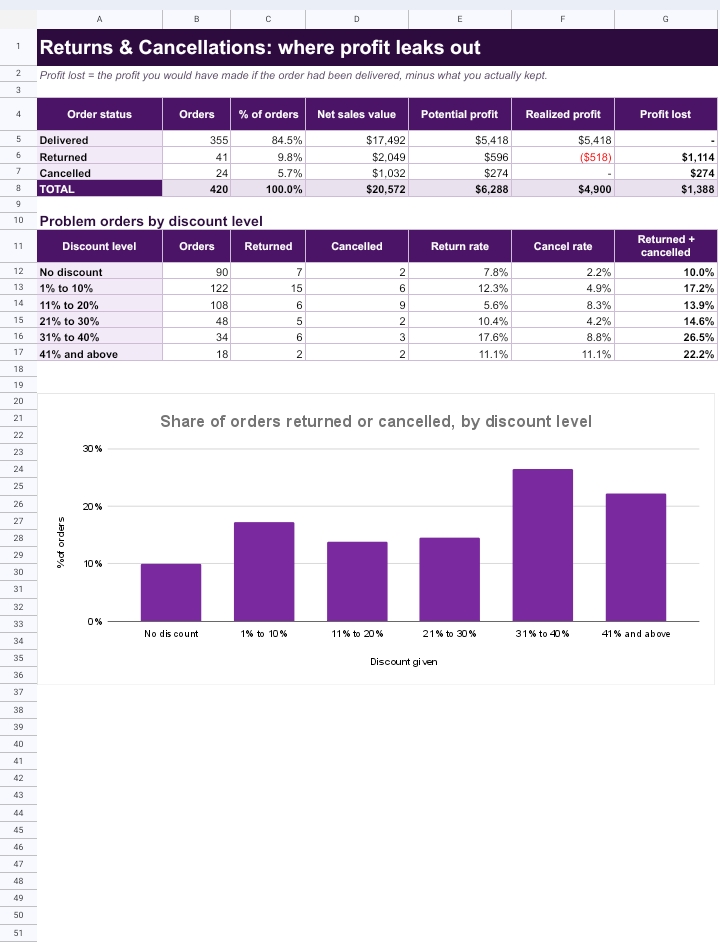 A B C D E F G
1 Returns & Cancellations: where profit leaks out
2 Profit lost = the profit you would have made if the order had been delivered, minus what you actually kept.
3
4 Order status Orders % of orders Net sales value Potential profit Realized profit Profit lost
5 Delivered 355 84.5% $17,492 $5,418 $5,418 -
6 Returned 41 9.8% $2,049 $596 ($518) $1,114
7 Cancelled 24 5.7% $1,032 $274 - $274
8 TOTAL 420 100.0% $20,572 $6,288 $4,900 $1,388
9
10 Problem orders by discount level
11 Discount level Orders Returned Cancelled Return rate Cancel rate Returned + cancelled
12 No discount 90 7 2 7.8% 2.2% 10.0%
13 1% to 10% 122 15 6 12.3% 4.9% 17.2%
14 11% to 20% 108 6 9 5.6% 8.3% 13.9%
15 21% to 30% 48 5 2 10.4% 4.2% 14.6%
16 31% to 40% 34 6 3 17.6% 8.8% 26.5%
17 41% and above 18 2 2 11.1% 11.1% 22.2%
18
19
20
21 Share of orders returned or cancelled, by discount level
22
23 30%
24
25
26 20%
27
28
29 % of orders
30 10%
31
32
33 0%
34 No discount 1% to 10% 11% to 20% 21% to 30% 31% to 40% 41% and above
35 Discount given
36
37
38
39
40
41
42
43
44
45
46
47
48
49
50
51